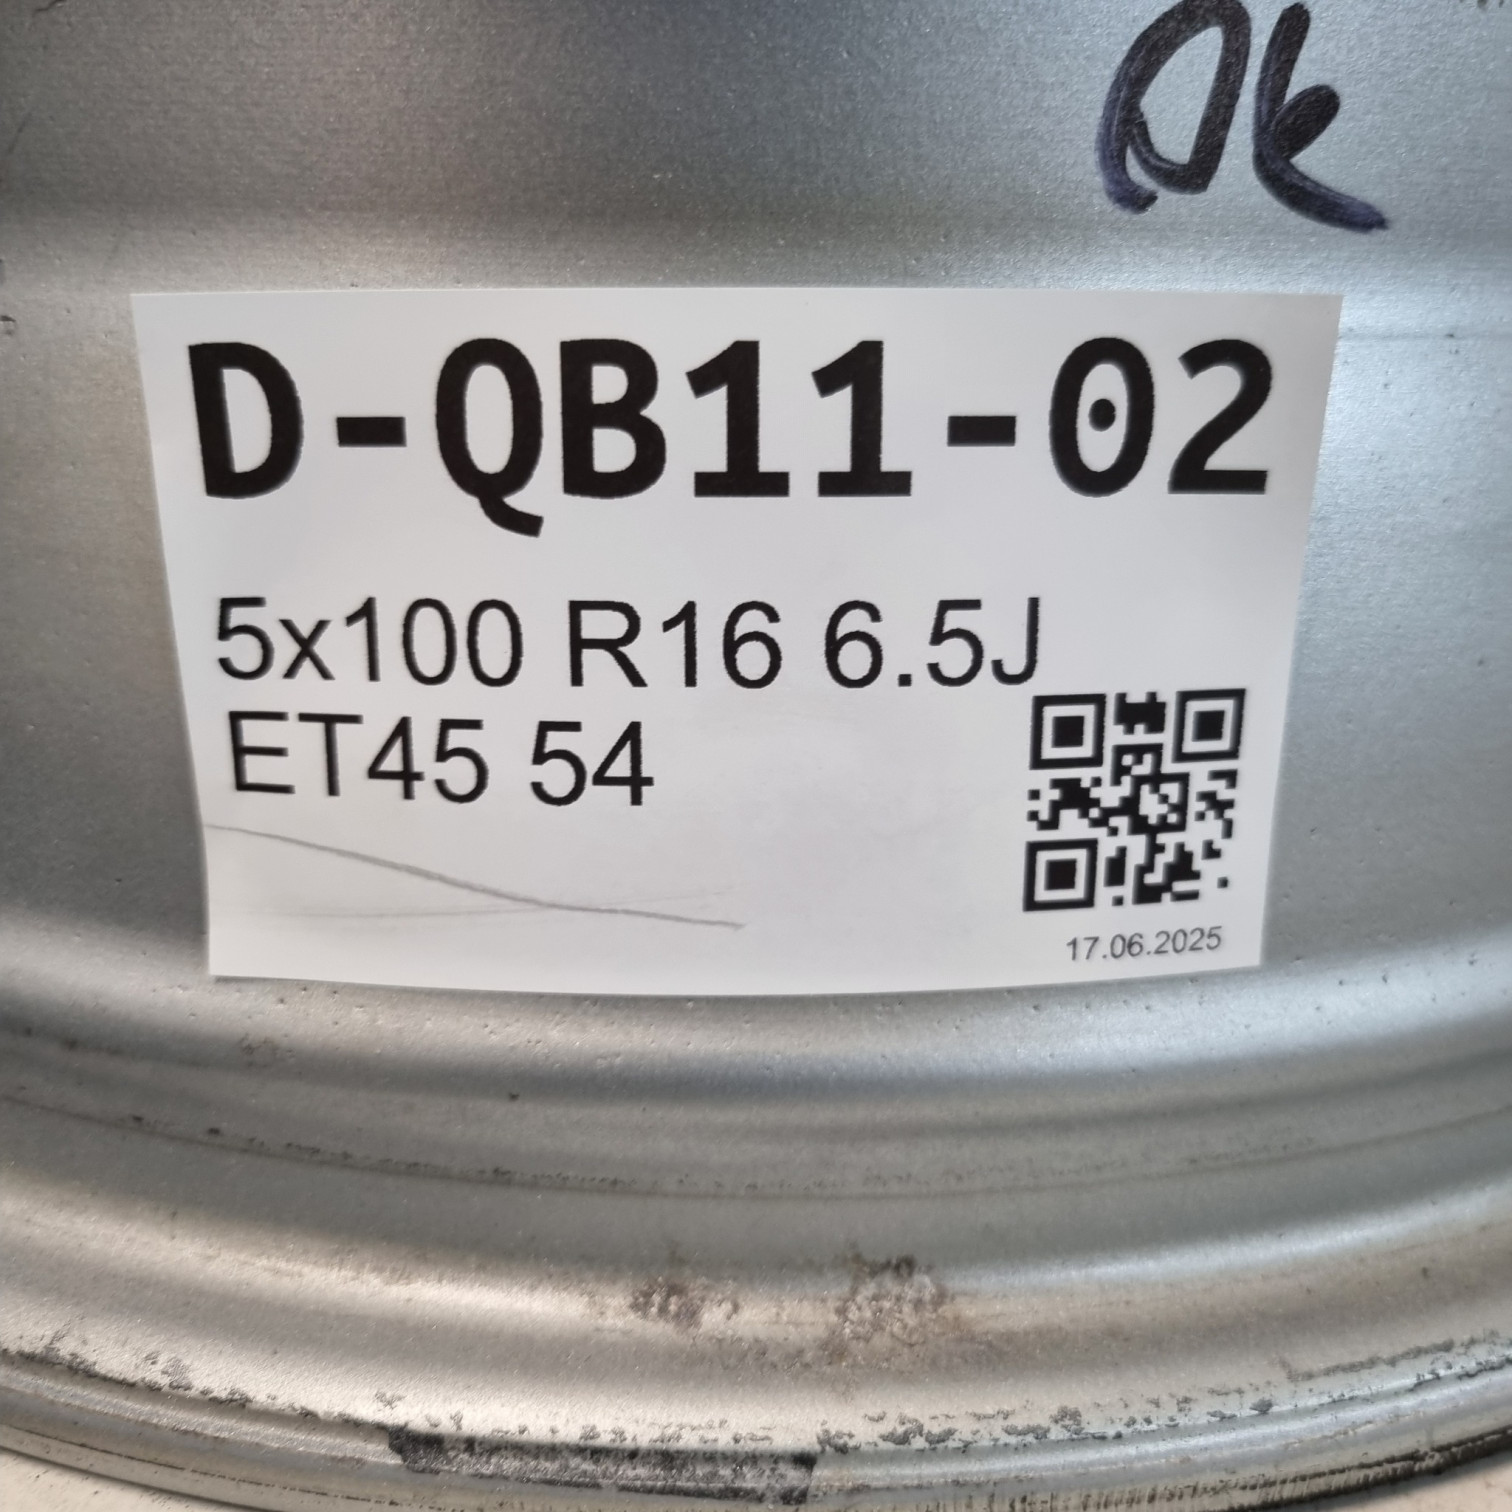 Ok
D-QB11-02
5x100 R16 6.5J
ET45 54
17.06.2025